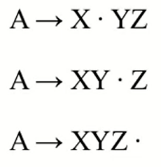 A → X · YZ
A → XY · Z
A → XYZ ·